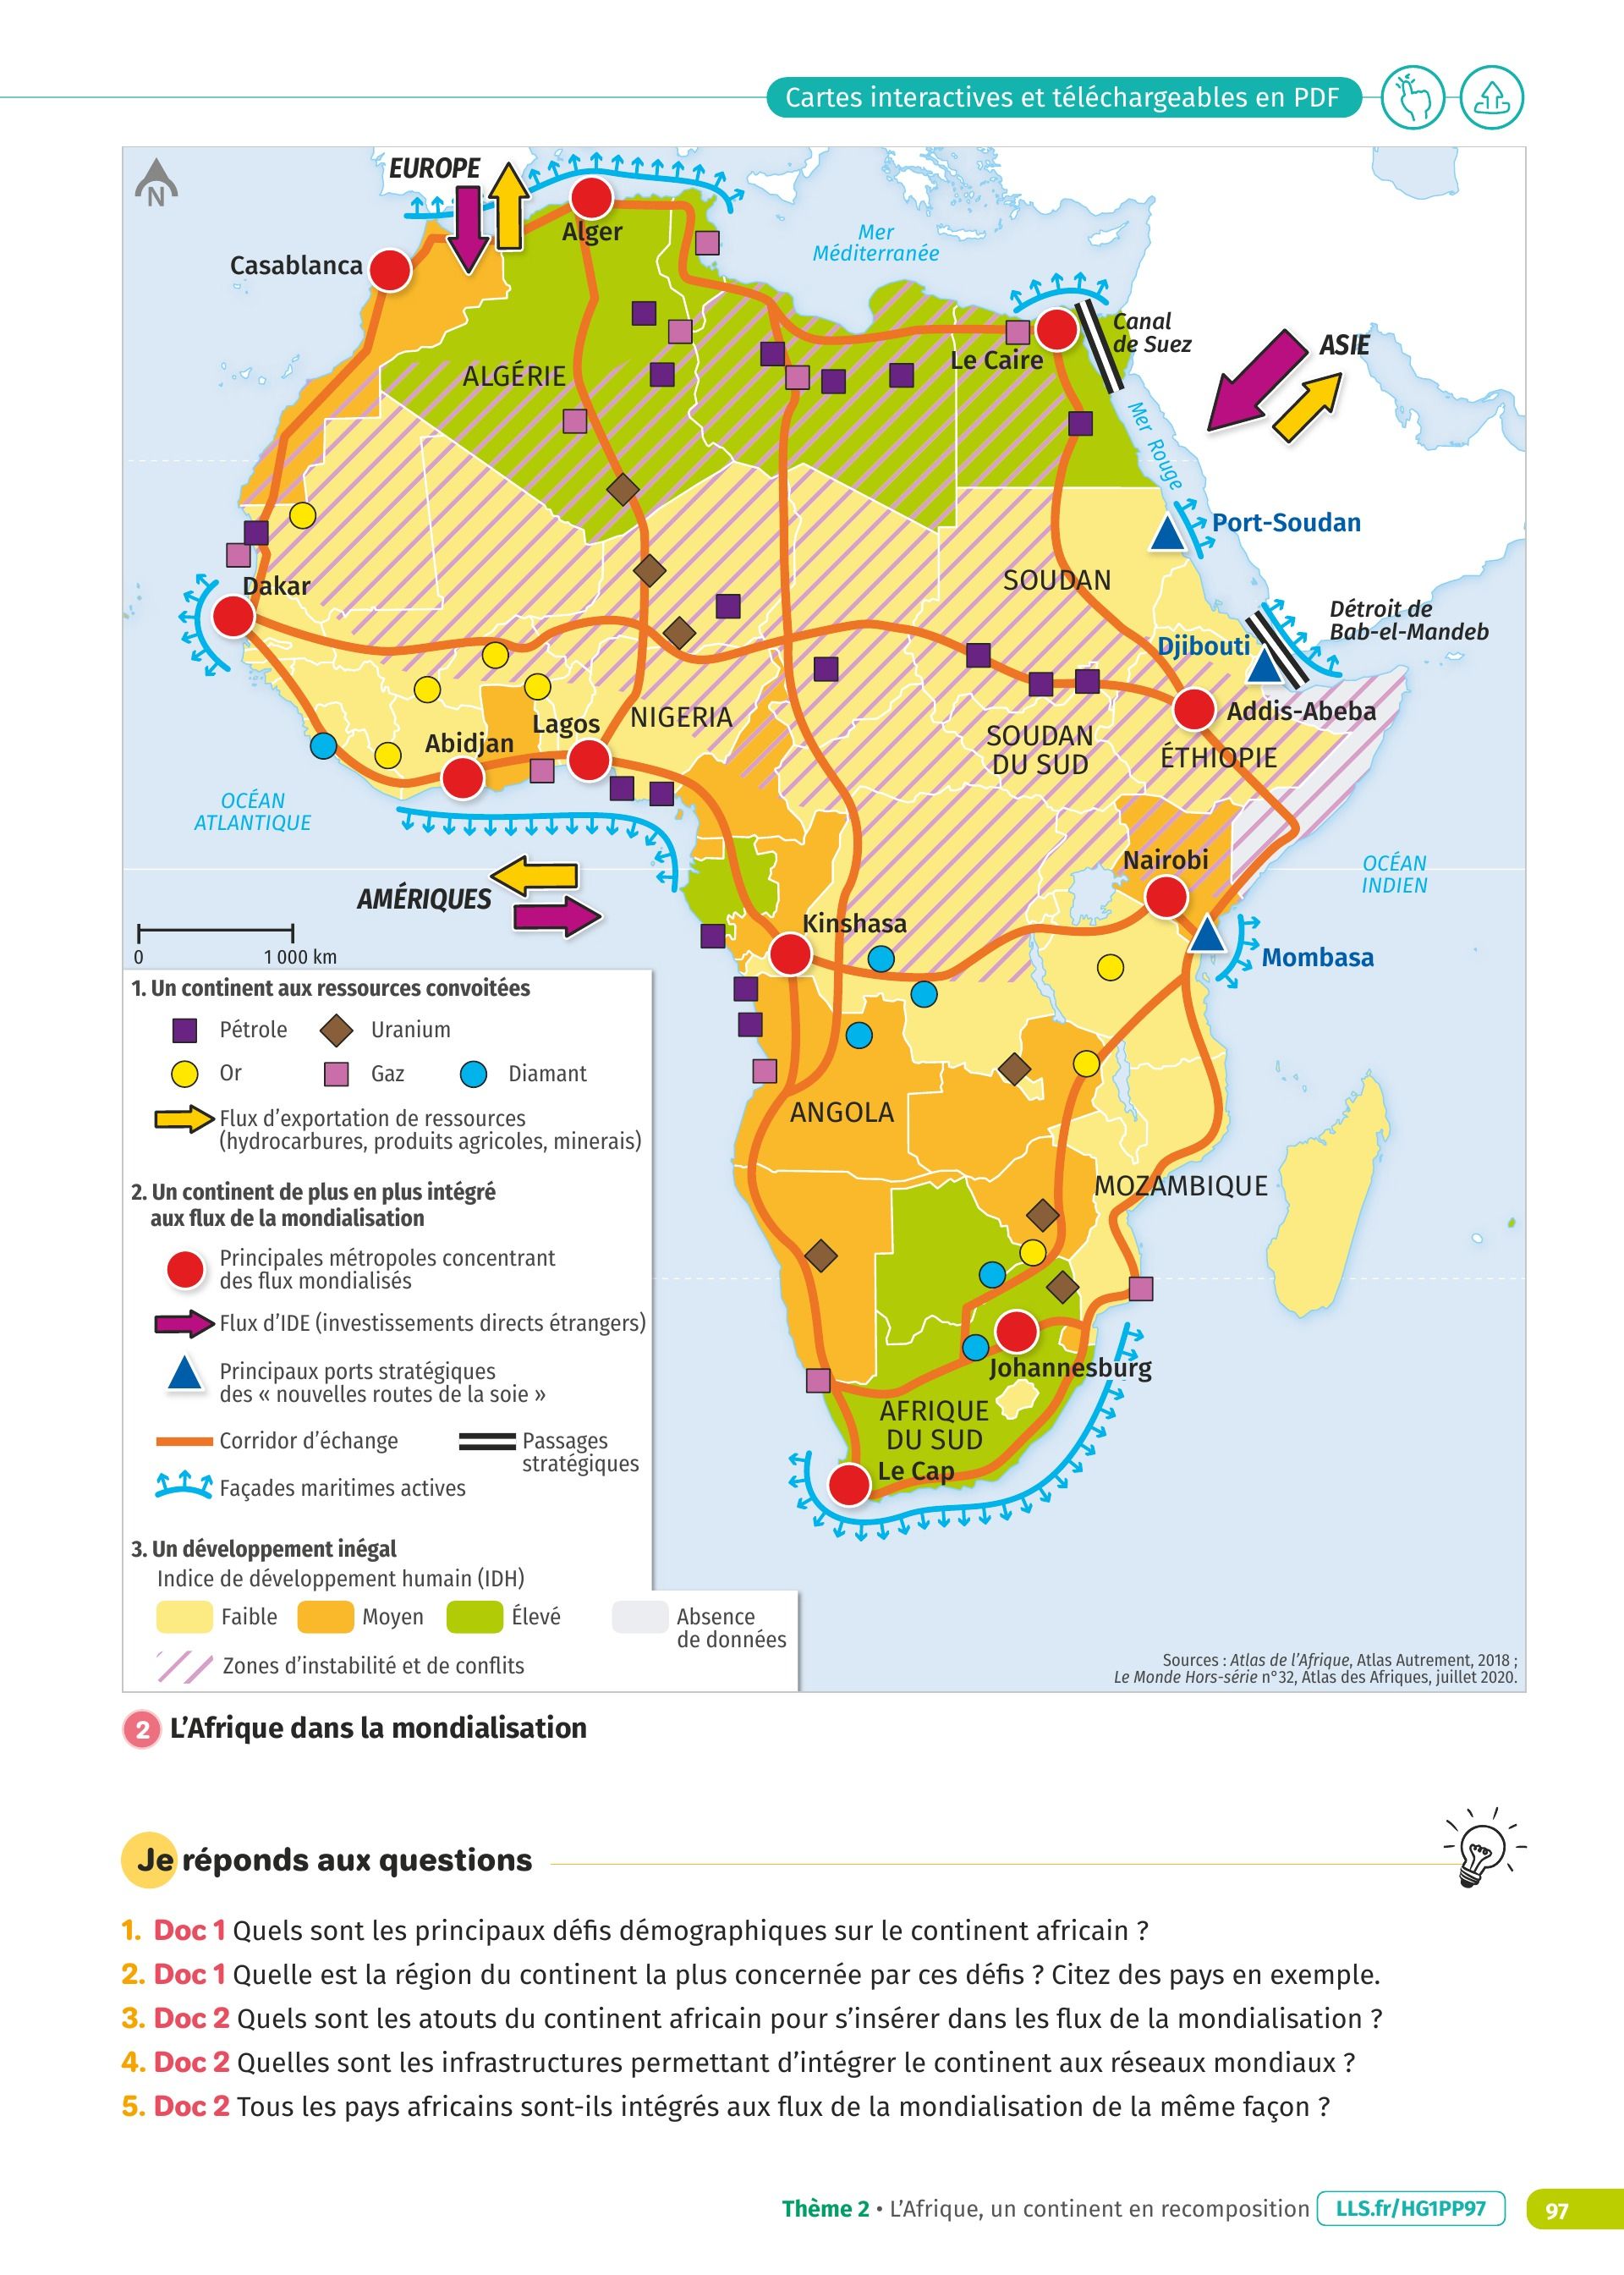 Cartes interactives et téléchargeables en PDF
N
EUROPE
Alger
Casablanca
Mer
Méditerranée
Canal
de Suez
ASIE
Le Caire
ALGÉRIE
Mer Rouge
Port-Soudan
Dakar
SOUDAN
Détroit de
Bab-el-Mandeb
Djibouti
Lagos
NIGERIA
Addis-Abeba
Abidjan
SOUDAN
DU SUD
ÉTHIOPIE
OCÉAN
ATLANTIQUE
Nairobi
OCÉAN
INDIEN
AMÉRIQUES
Kinshasa
Mombasa
0
1 000 km
ANGOLA
MOZAMBIQUE
Johannesburg
AFRIQUE
DU SUD
Le Cap
1. Un continent aux ressources convoitées
Pétrole
Uranium
Or
Gaz
Diamant
Flux d'exportation de ressources
(hydrocarbures, produits agricoles, minerais)
2. Un continent de plus en plus intégré
aux flux de la mondialisation
Principales métropoles concentrant
des flux mondialisés
Flux d'IDE (investissements directs étrangers)
Principaux ports stratégiques
des « nouvelles routes de la soie »
Corridor d'échange
Passages
stratégiques
Façades maritimes actives
3. Un développement inégal
Indice de développement humain (IDH)
Faible
Moyen
Élevé
Absence
de données
Zones d'instabilité et de conflits
Sources : Atlas de l'Afrique, Atlas Autrement, 2018 ;
Le Monde Hors-série n°32, Atlas des Afriques, juillet 2020.
2 L'Afrique dans la mondialisation
Je réponds aux questions
1. Doc 1 Quels sont les principaux défis démographiques sur le continent africain ?
2. Doc 1 Quelle est la région du continent la plus concernée par ces défis ? Citez des pays en exemple.
3. Doc 2 Quels sont les atouts du continent africain pour s'insérer dans les flux de la mondialisation ?
4. Doc 2 Quelles sont les infrastructures permettant d'intégrer le continent aux réseaux mondiaux ?
5. Doc 2 Tous les pays africains sont-ils intégrés aux flux de la mondialisation de la même façon ?
Thème 2 • L'Afrique, un continent en recomposition LLS.fr/HG1PP97 97